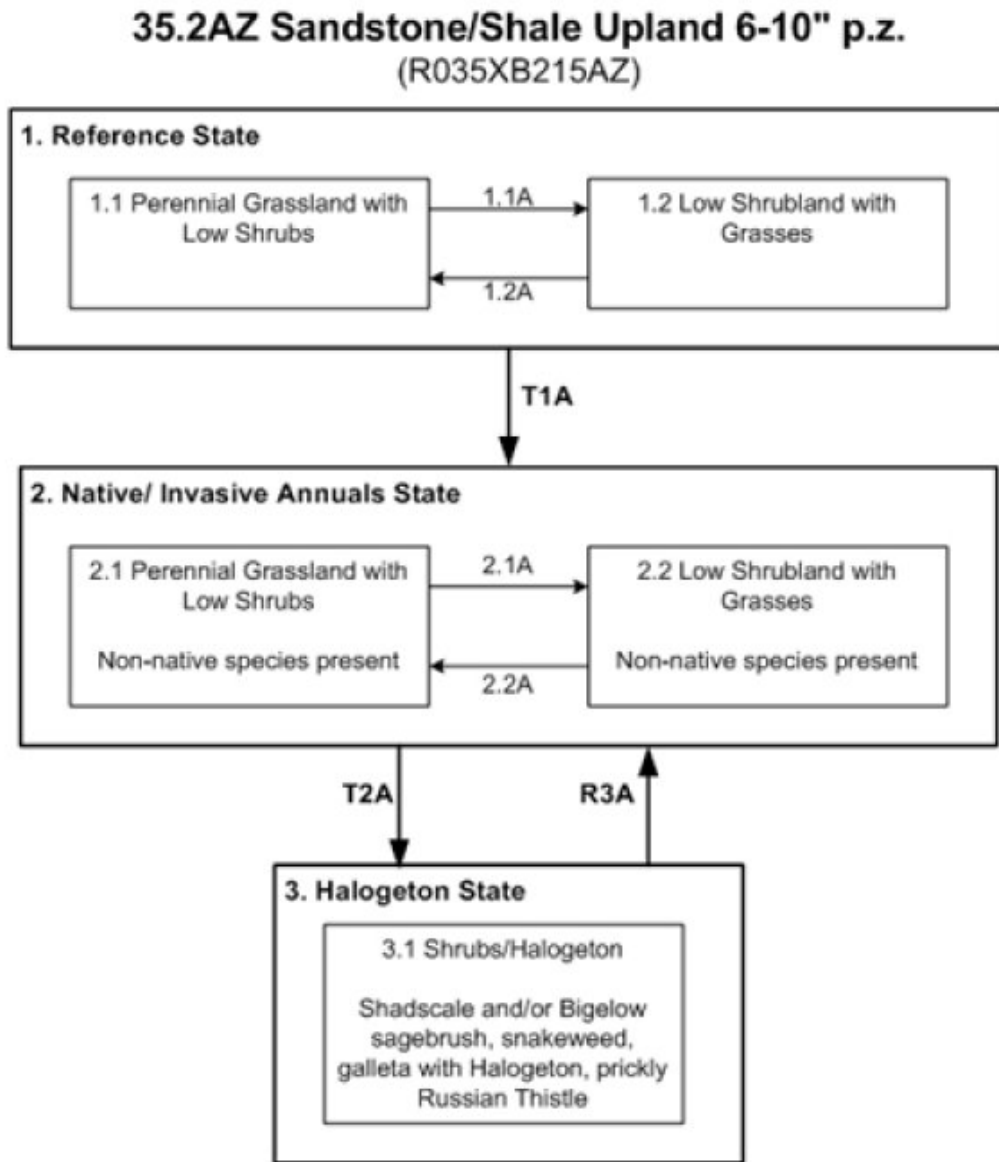 35.2AZ Sandstone/Shale Upland 6-10" p.z.
(R035XB215AZ)
1. Reference State
1.1 Perennial Grassland with
Low Shrubs
1.1A
1.2 Low Shrubland with
Grasses
1.2A
T1A
2. Native/ Invasive Annuals State
2.1 Perennial Grassland with
Low Shrubs
Non-native species present
2.1A
2.2 Low Shrubland with
Grasses
Non-native species present
2.2A
T2A
R3A
3. Halogeton State
3.1 Shrubs/Halogeton
Shadscale and/or Bigelow
sagebrush, snakeweed,
galleta with Halogeton, prickly
Russian Thistle